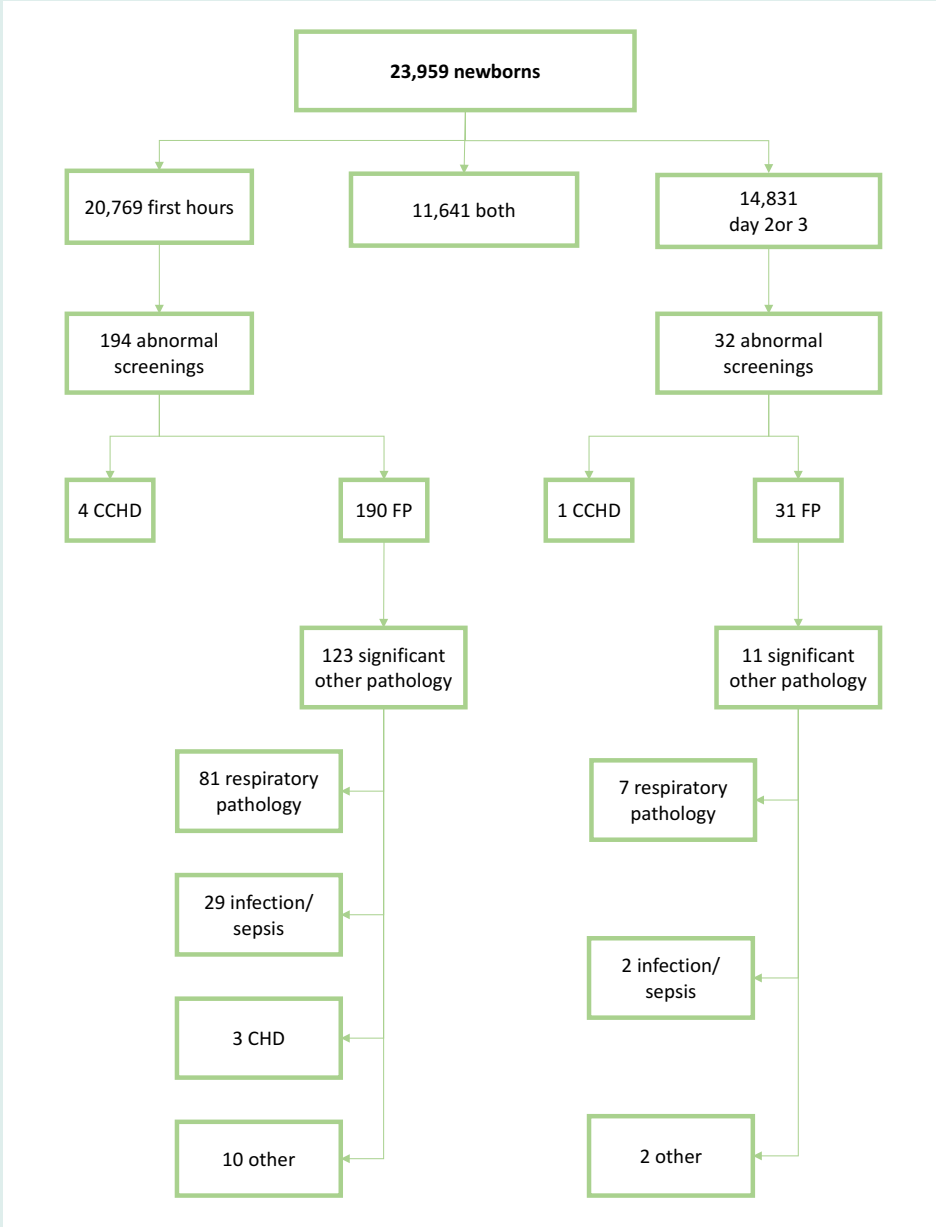 23,959 newborns
20,769 first hours
11,641 both
14,831
day 2or 3
194 abnormal
screenings
32 abnormal
screenings
4 CCHD
190 FP
1 CCHD
31 FP
123 significant
other pathology
11 significant
other pathology
81 respiratory
pathology
7 respiratory
pathology
29 infection/
sepsis
2 infection/
sepsis
3 CHD
10 other
2 other